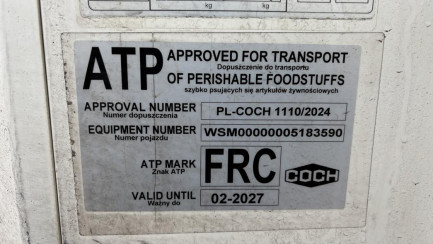 kg
kg
ATP
APPROVED FOR TRANSPORT
Dopuszczenie do transportu
OF PERISHABLE FOODSTUFFS
szybko psujących się artykułów żywnościowych
APPROVAL NUMBER PL-COCH 1110/2024
Numer dopuszczenia
EQUIPMENT NUMBER WSM00000005183590
Numer pojazdu
ATP MARK FRC COCH
Znak ATP
VALID UNTIL 02-2027
Ważny do